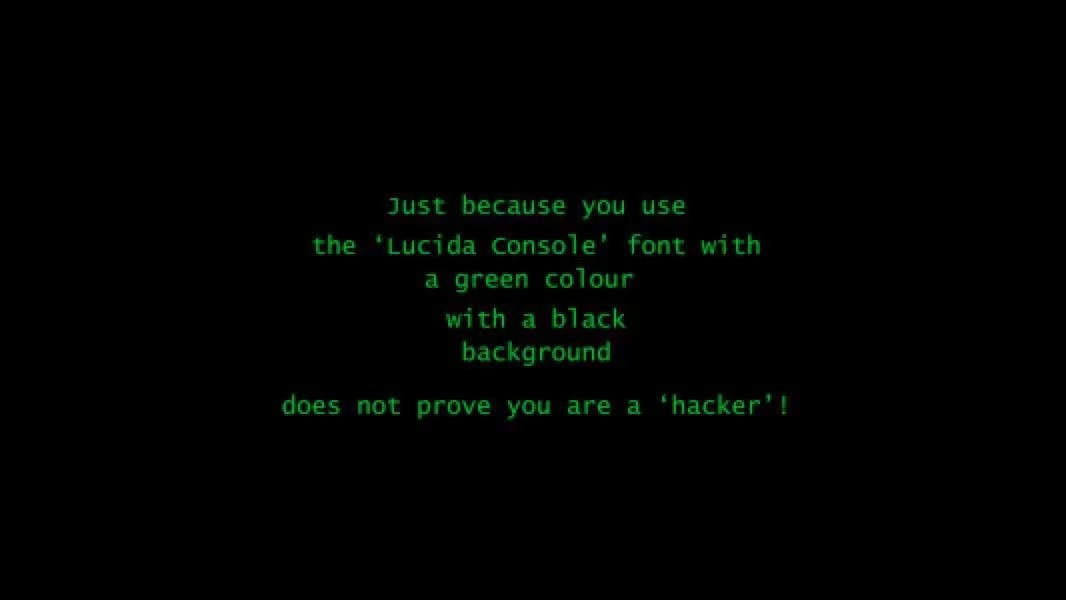 Just because you use
the ‘Lucida Console’ font with
a green colour
with a black
background
does not prove you are a ‘hacker’!